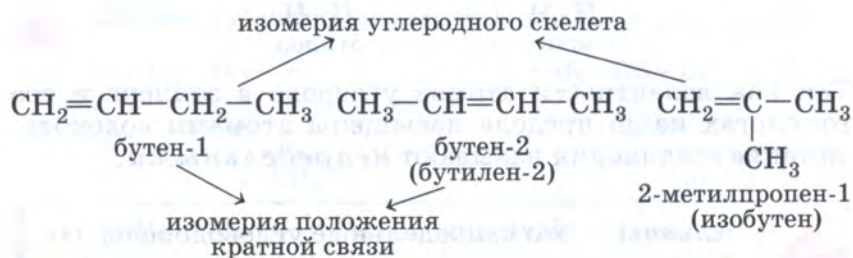 изомерия углеродного скелета
CH₂=CH—CH₂—CH₃ CH₃—CH=CH—CH₃ CH₂=C—CH₃
CH₃
бутен-1 бутен-2
(бутилен-2)
2-метилпропен-1
(изобутен)
изомерия положения
кратной связи